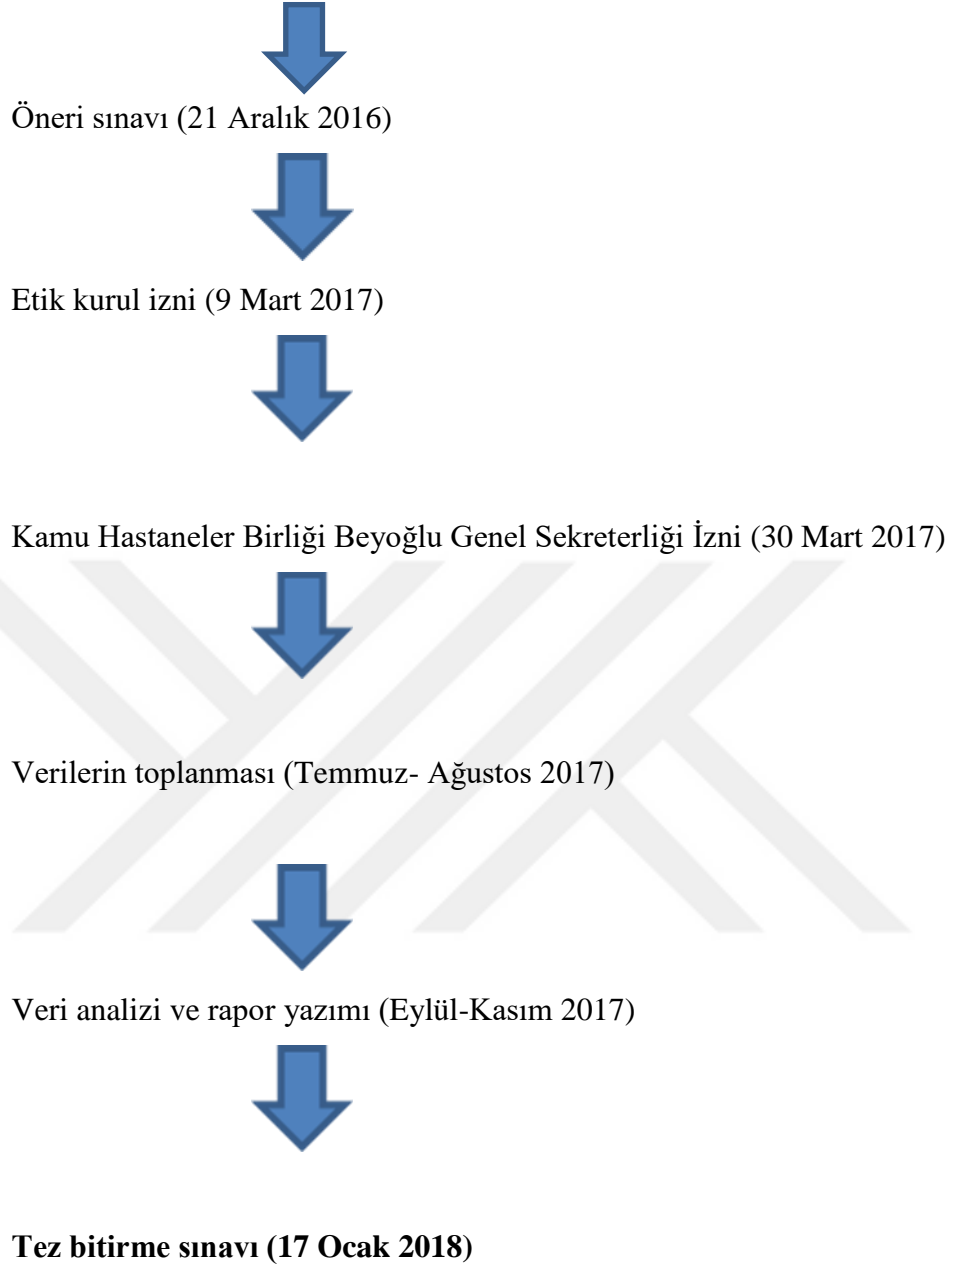 Öneri sınavı (21 Aralık 2016)
Etik kurul izni (9 Mart 2017)
Kamu Hastaneler Birliği Beyoğlu Genel Sekreterliği İzni (30 Mart 2017)
Verilerin toplanması (Temmuz- Ağustos 2017)
Veri analizi ve rapor yazımı (Eylül-Kasım 2017)
Tez bitirme sınavı (17 Ocak 2018)